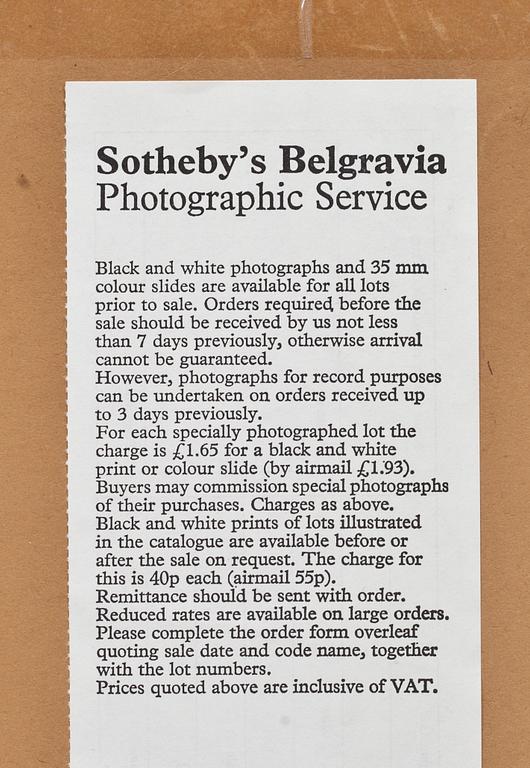 Sotheby's Belgravia
Photographic Service
Black and white photographs and 35 mm
colour slides are available for all lots
prior to sale. Orders required, before the
sale should be received by us not less
than 7 days previously, otherwise arrival
cannot be guaranteed.
However, photographs for record purposes
can be undertaken on orders received up
to 3 days previously.
For each specially photographed lot the
charge is £1.65 for a black and white
print or colour slide (by airmail £1.93).
Buyers may commission special photographs
of their purchases. Charges as above.
Black and white prints of lots illustrated
in the catalogue are available before or
after the sale on request. The charge for
this is 40p each (airmail 55p).
Remittance should be sent with order.
Reduced rates are available on large orders.
Please complete the order form overleaf
quoting sale date and code name, together
with the lot numbers.
Prices quoted above are inclusive of VAT.